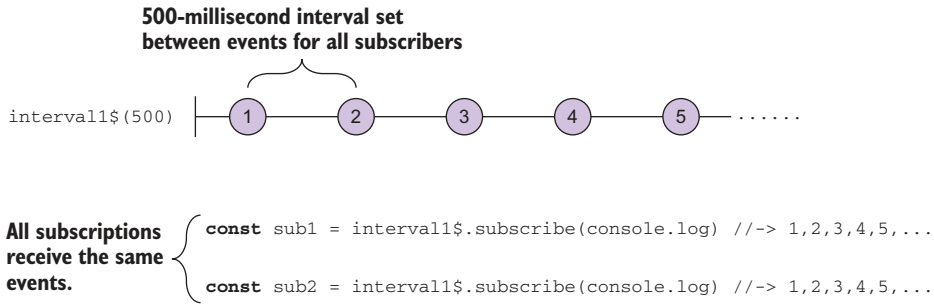 500-millisecond interval set
between events for all subscribers
interval1$(500)
1 2 3 4 5 ......
All subscriptions
receive the same
events.
const sub1 = interval1$.subscribe(console.log) //-> 1,2,3,4,5,...
const sub2 = interval1$.subscribe(console.log) //-> 1,2,3,4,5,...